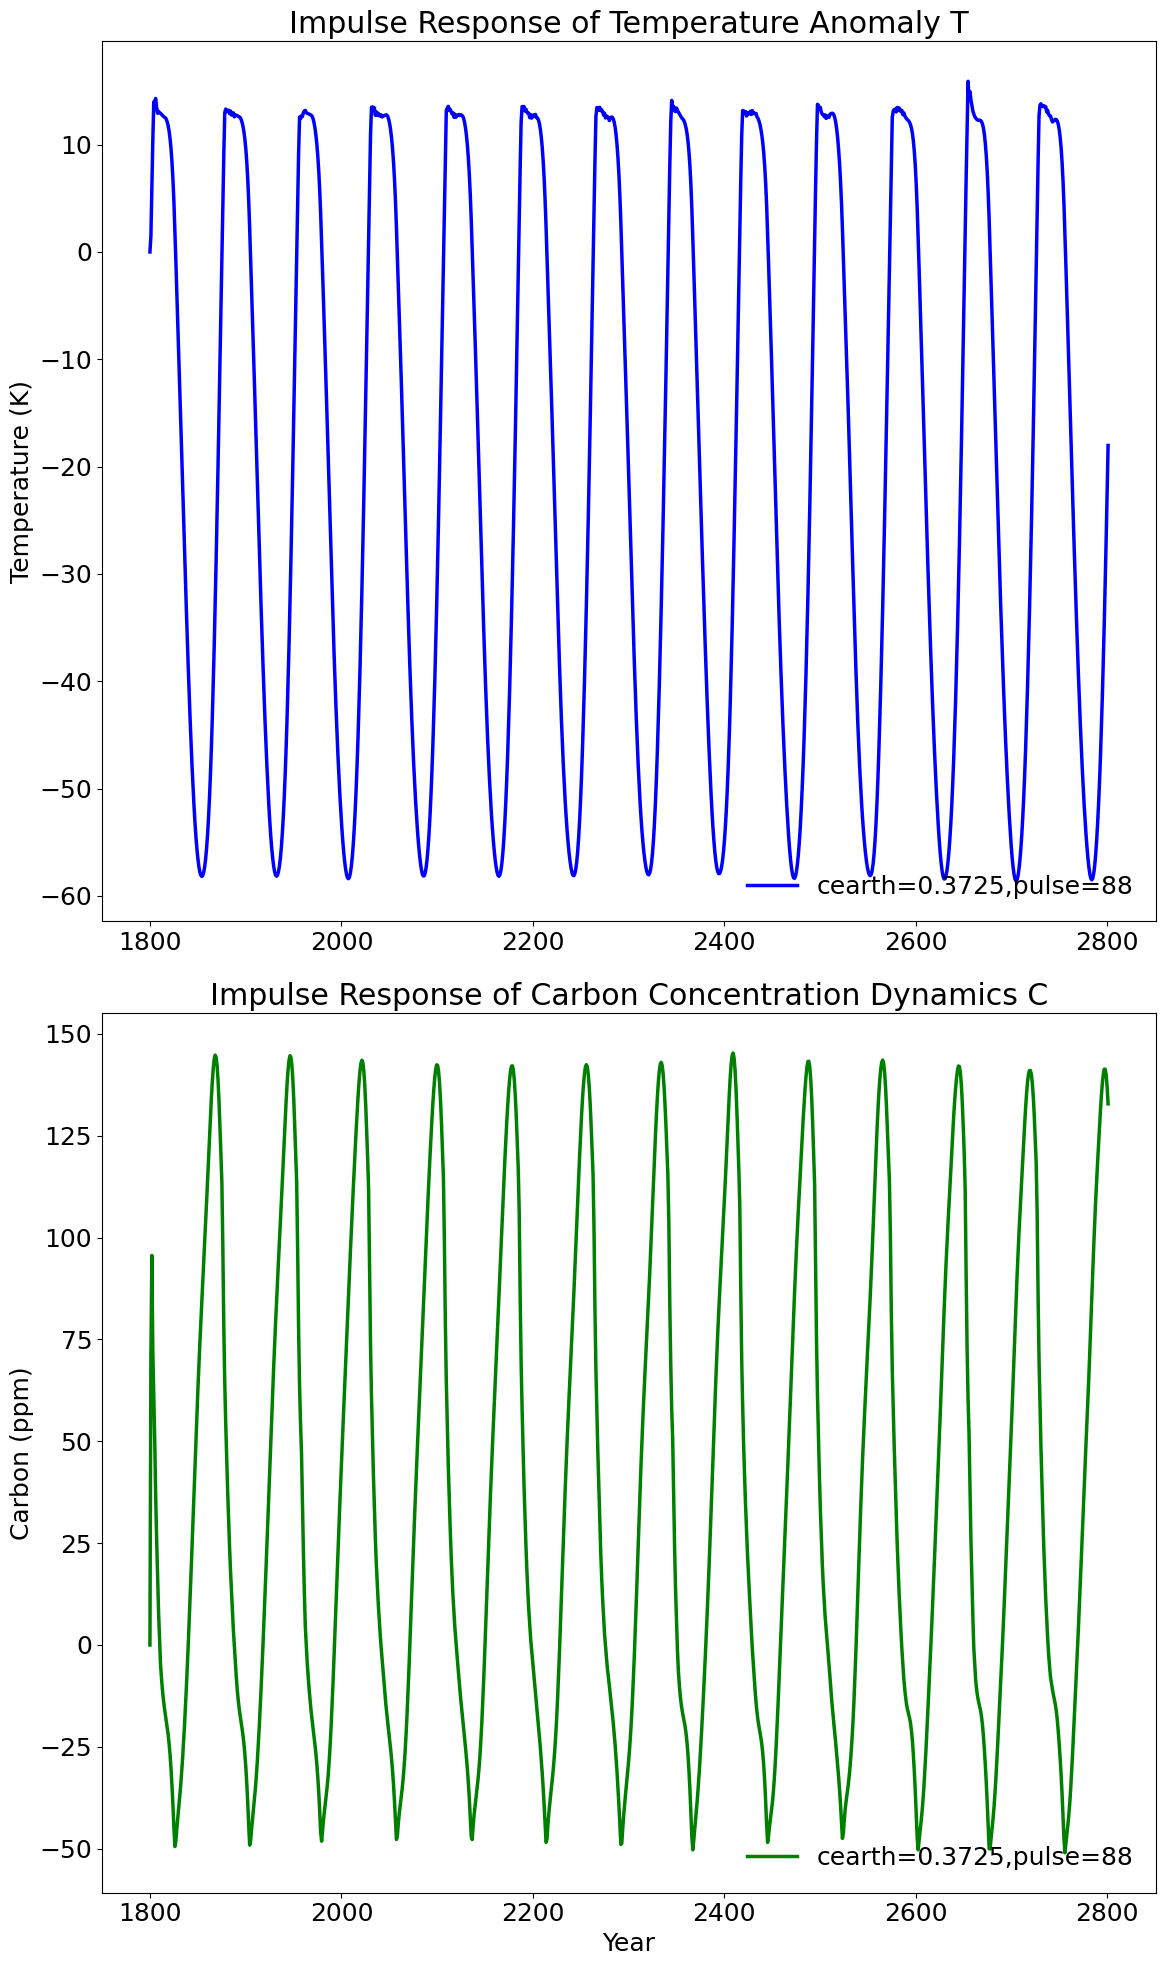 Impulse Response of Temperature Anomaly T
Temperature (K)
10
0
−10
−20
−30
−40
−50
−60
cearth=0.3725,pulse=88
1800 2000 2200 2400 2600 2800
Impulse Response of Carbon Concentration Dynamics C
Carbon (ppm)
150
125
100
75
50
25
0
−25
−50
cearth=0.3725,pulse=88
1800 2000 2200 2400 2600 2800
Year